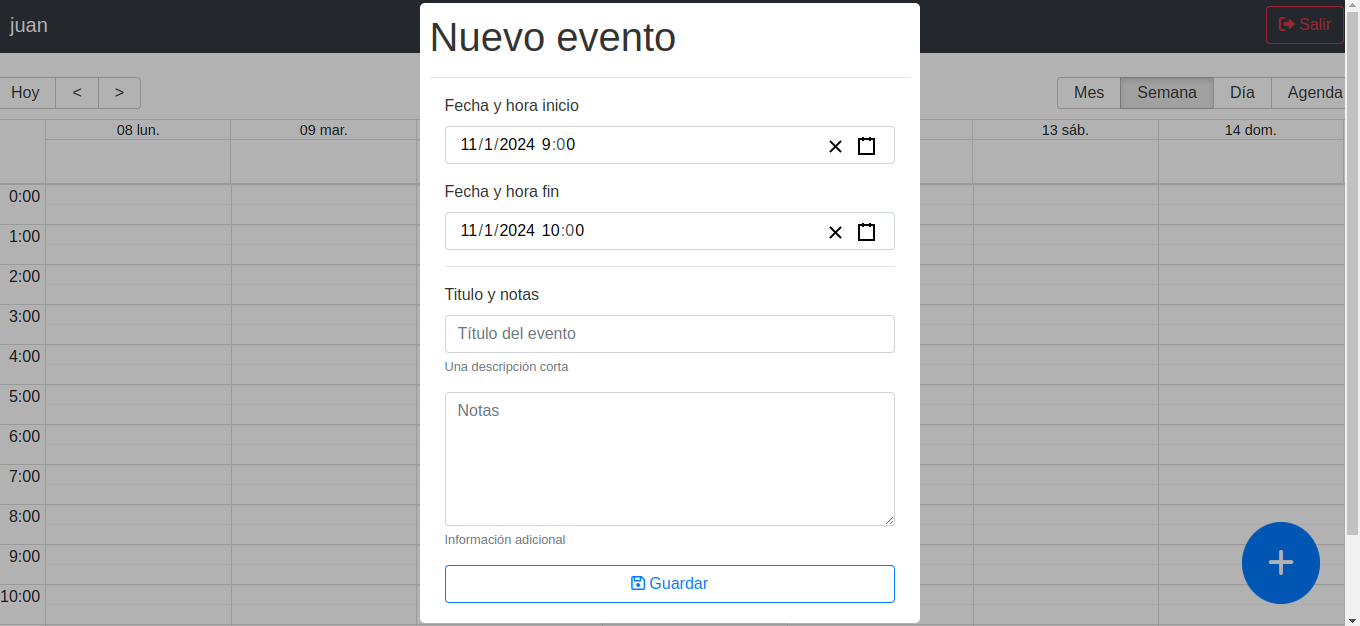 juan
Salir
Nuevo evento
Hoy < >
Mes Semana Día Agenda
08 lun. 09 mar. 13 sáb. 14 dom.
Fecha y hora inicio
11/1/2024 9:00
Fecha y hora fin
11/1/2024 10:00
Titulo y notas
Título del evento
Una descripción corta
Notas
Información adicional
Guardar
0:00
1:00
2:00
3:00
4:00
5:00
6:00
7:00
8:00
9:00
10:00